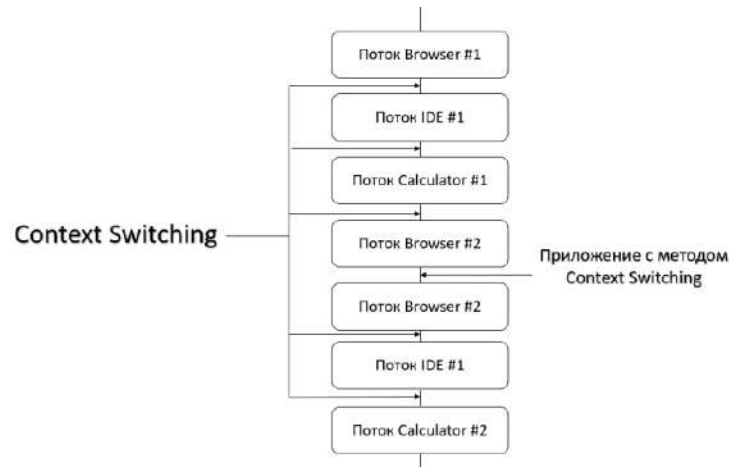 Поток Browser #1
Поток IDE #1
Поток Calculator #1
Context Switching
Поток Browser #2
Приложение с методом
Context Switching
Поток Browser #2
Поток IDE #1
Поток Calculator #2